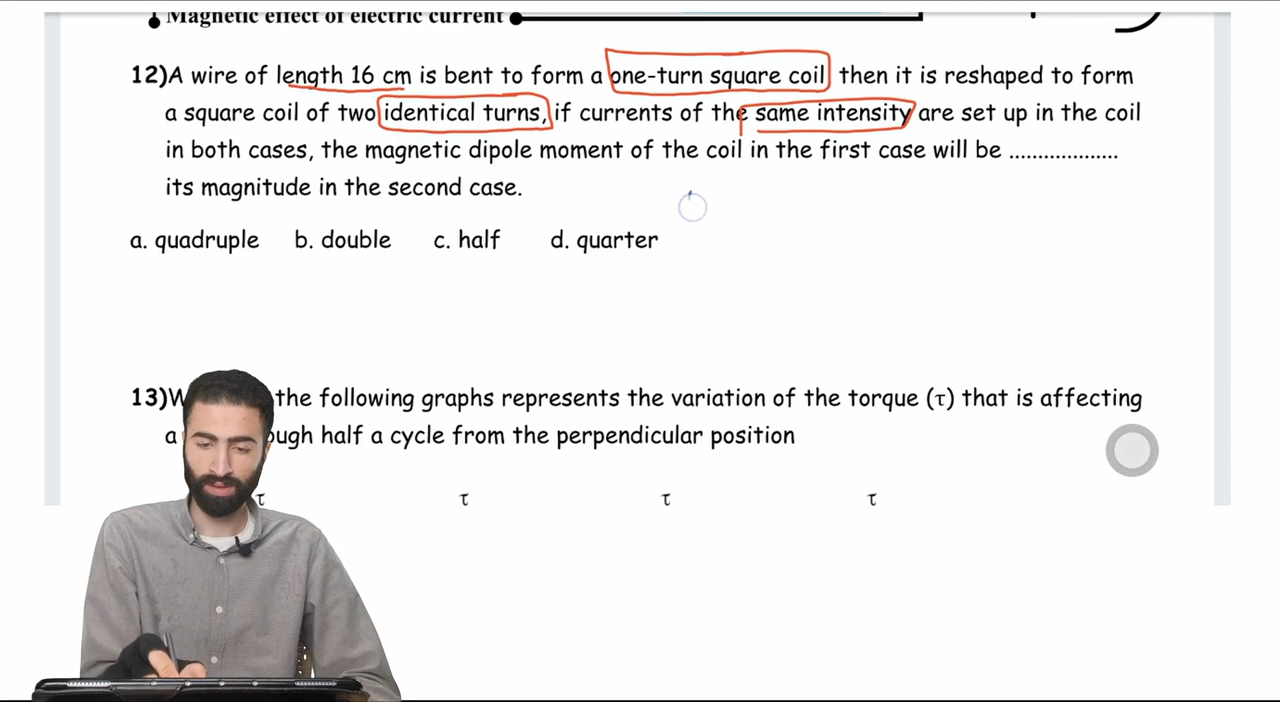 Magnetic effect of electric current
12)A wire of length 16 cm is bent to form a one-turn square coil then it is reshaped to form
a square coil of two identical turns, if currents of the same intensity are set up in the coil
in both cases, the magnetic dipole moment of the coil in the first case will be ...................
its magnitude in the second case.
a. quadruple b. double c. half d. quarter
13) the following graphs represents the variation of the torque (τ) that is affecting
a half a cycle from the perpendicular position
τ τ τ τ